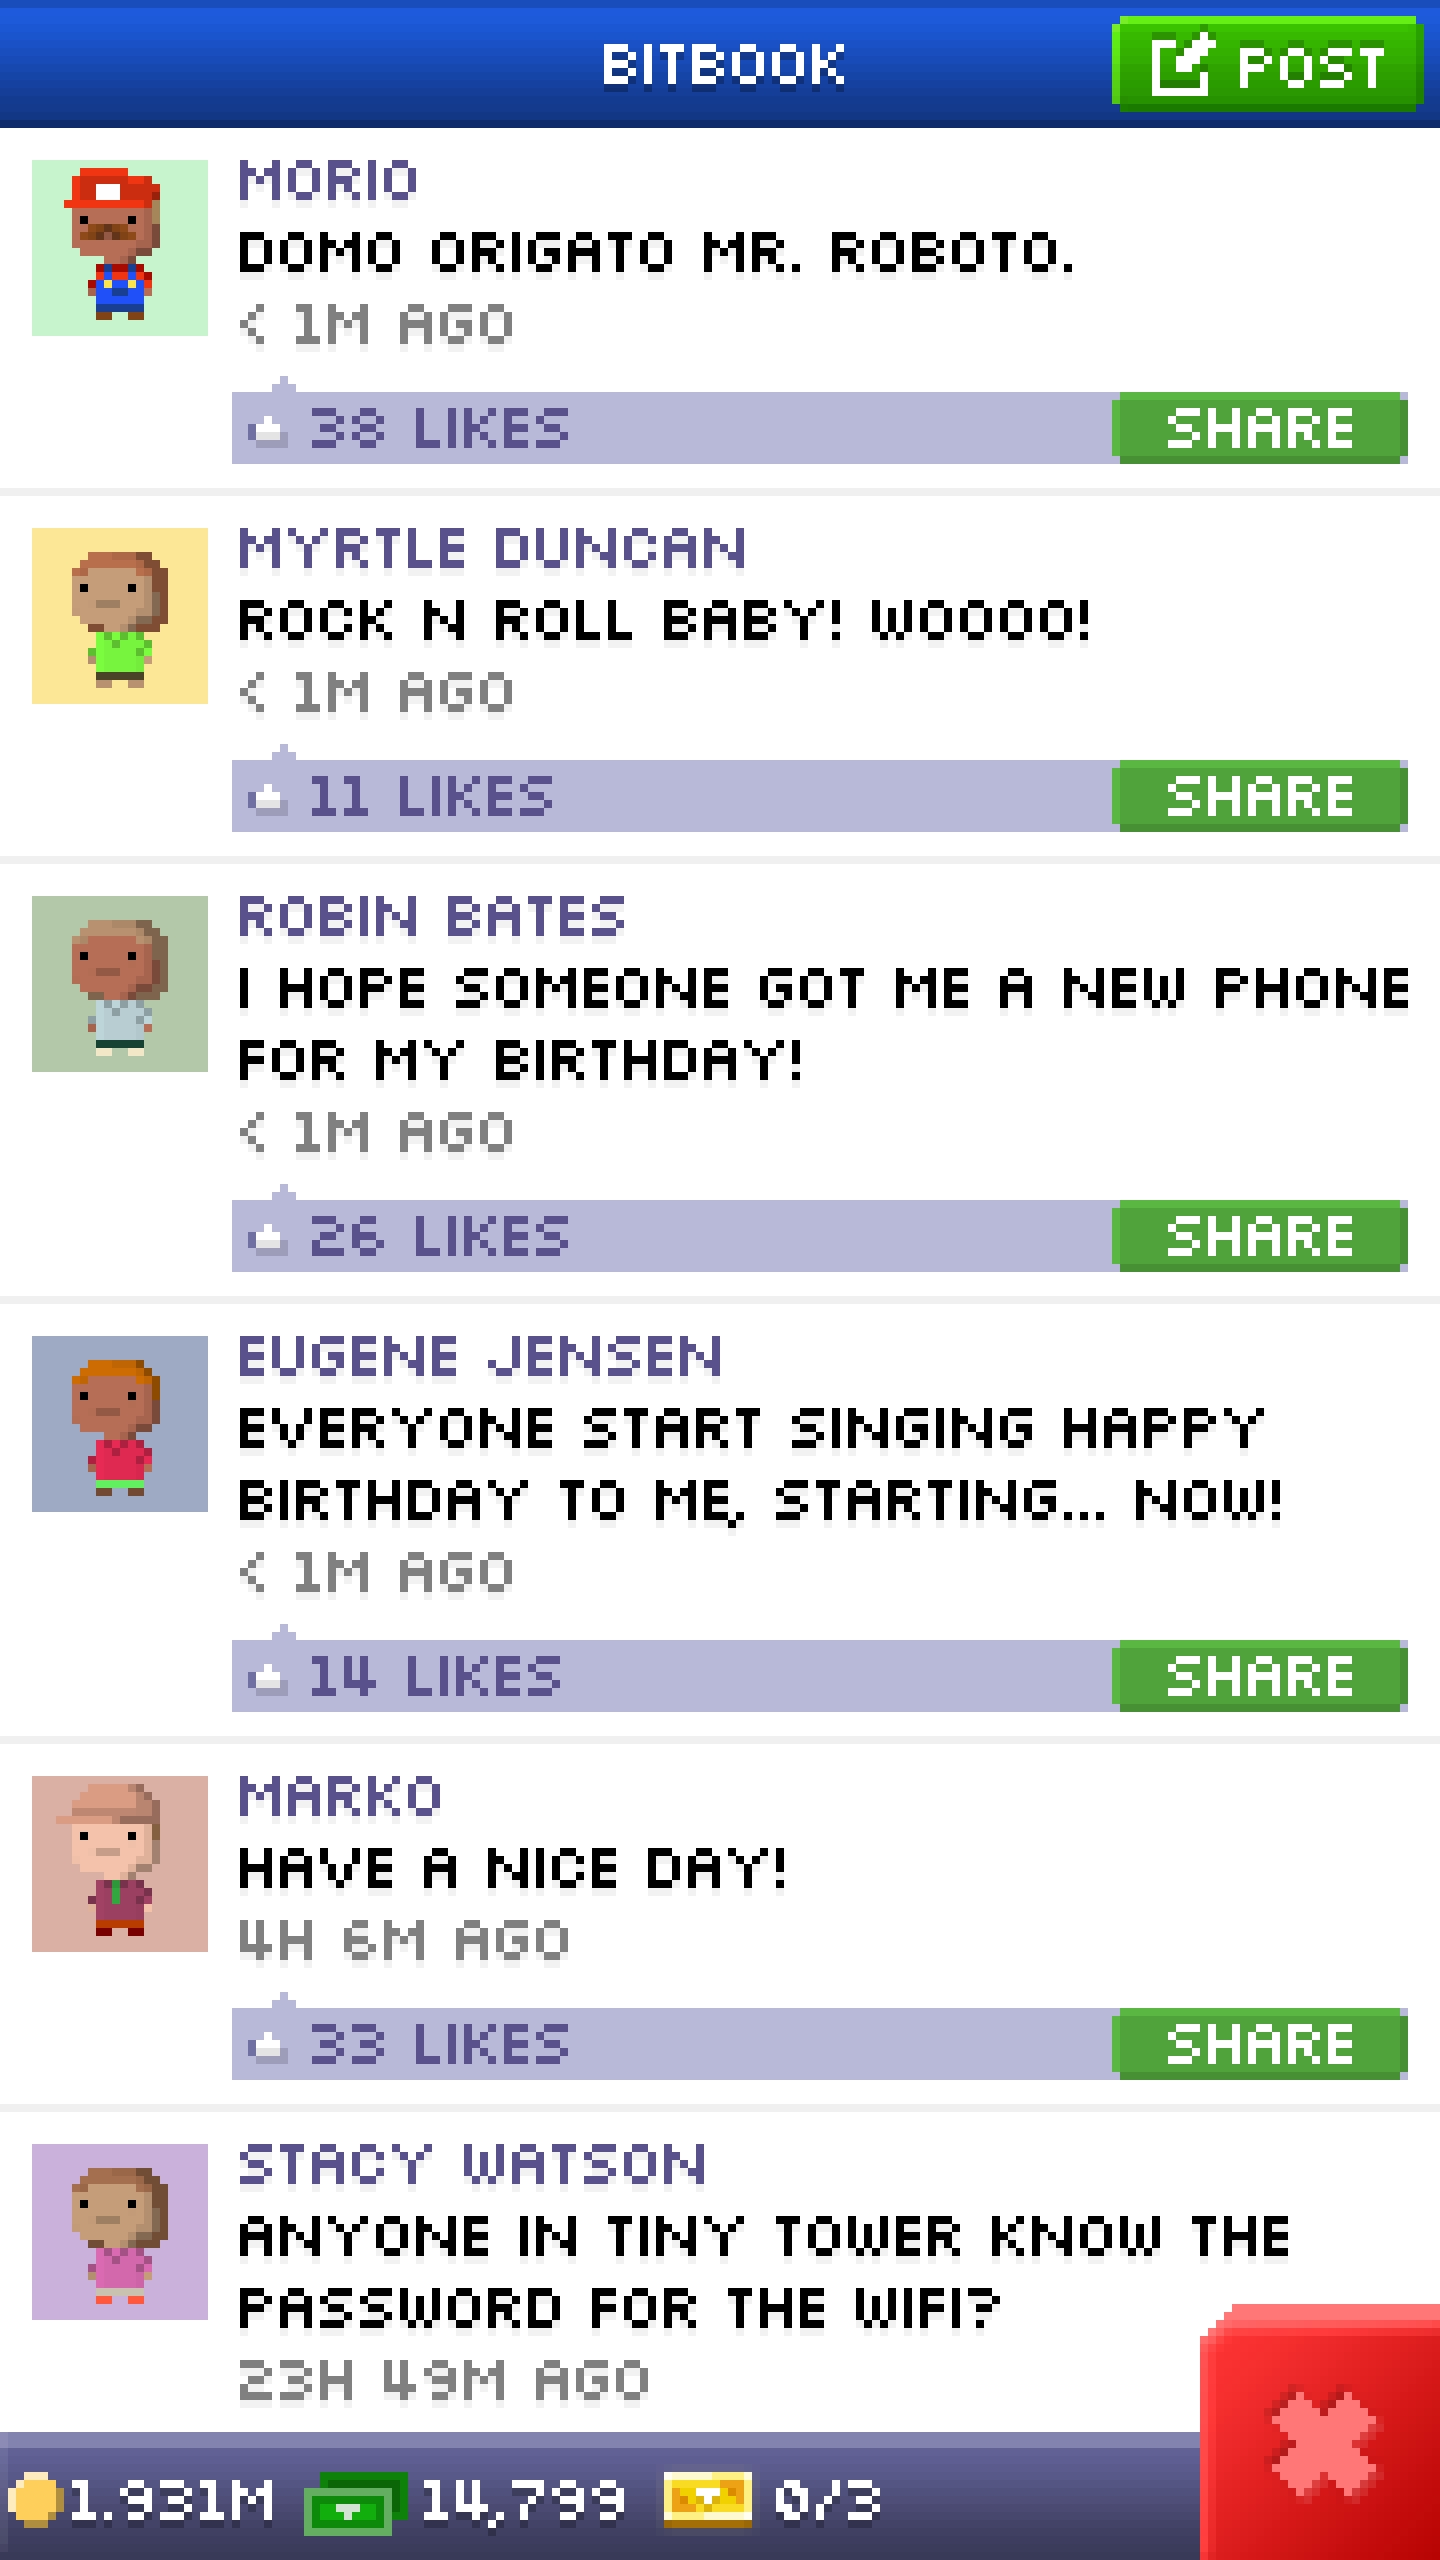 BITBOOK
POST
MORIO
DOMO ORIGATO MR. ROBOTO.
< 1M AGO
38 LIKES
SHARE
MYRTLE DUNCAN
ROCK N ROLL BABY! WOOOO!
< 1M AGO
11 LIKES
SHARE
ROBIN BATES
I HOPE SOMEONE GOT ME A NEW PHONE
FOR MY BIRTHDAY!
< 1M AGO
26 LIKES
SHARE
EUGENE JENSEN
EVERYONE START SINGING HAPPY
BIRTHDAY TO ME, STARTING... NOW!
< 1M AGO
14 LIKES
SHARE
MARKO
HAVE A NICE DAY!
4H 6M AGO
33 LIKES
SHARE
STACY WATSON
ANYONE IN TINY TOWER KNOW THE
PASSWORD FOR THE WIFI?
23H 49M AGO
1.931M
14,799
0/3